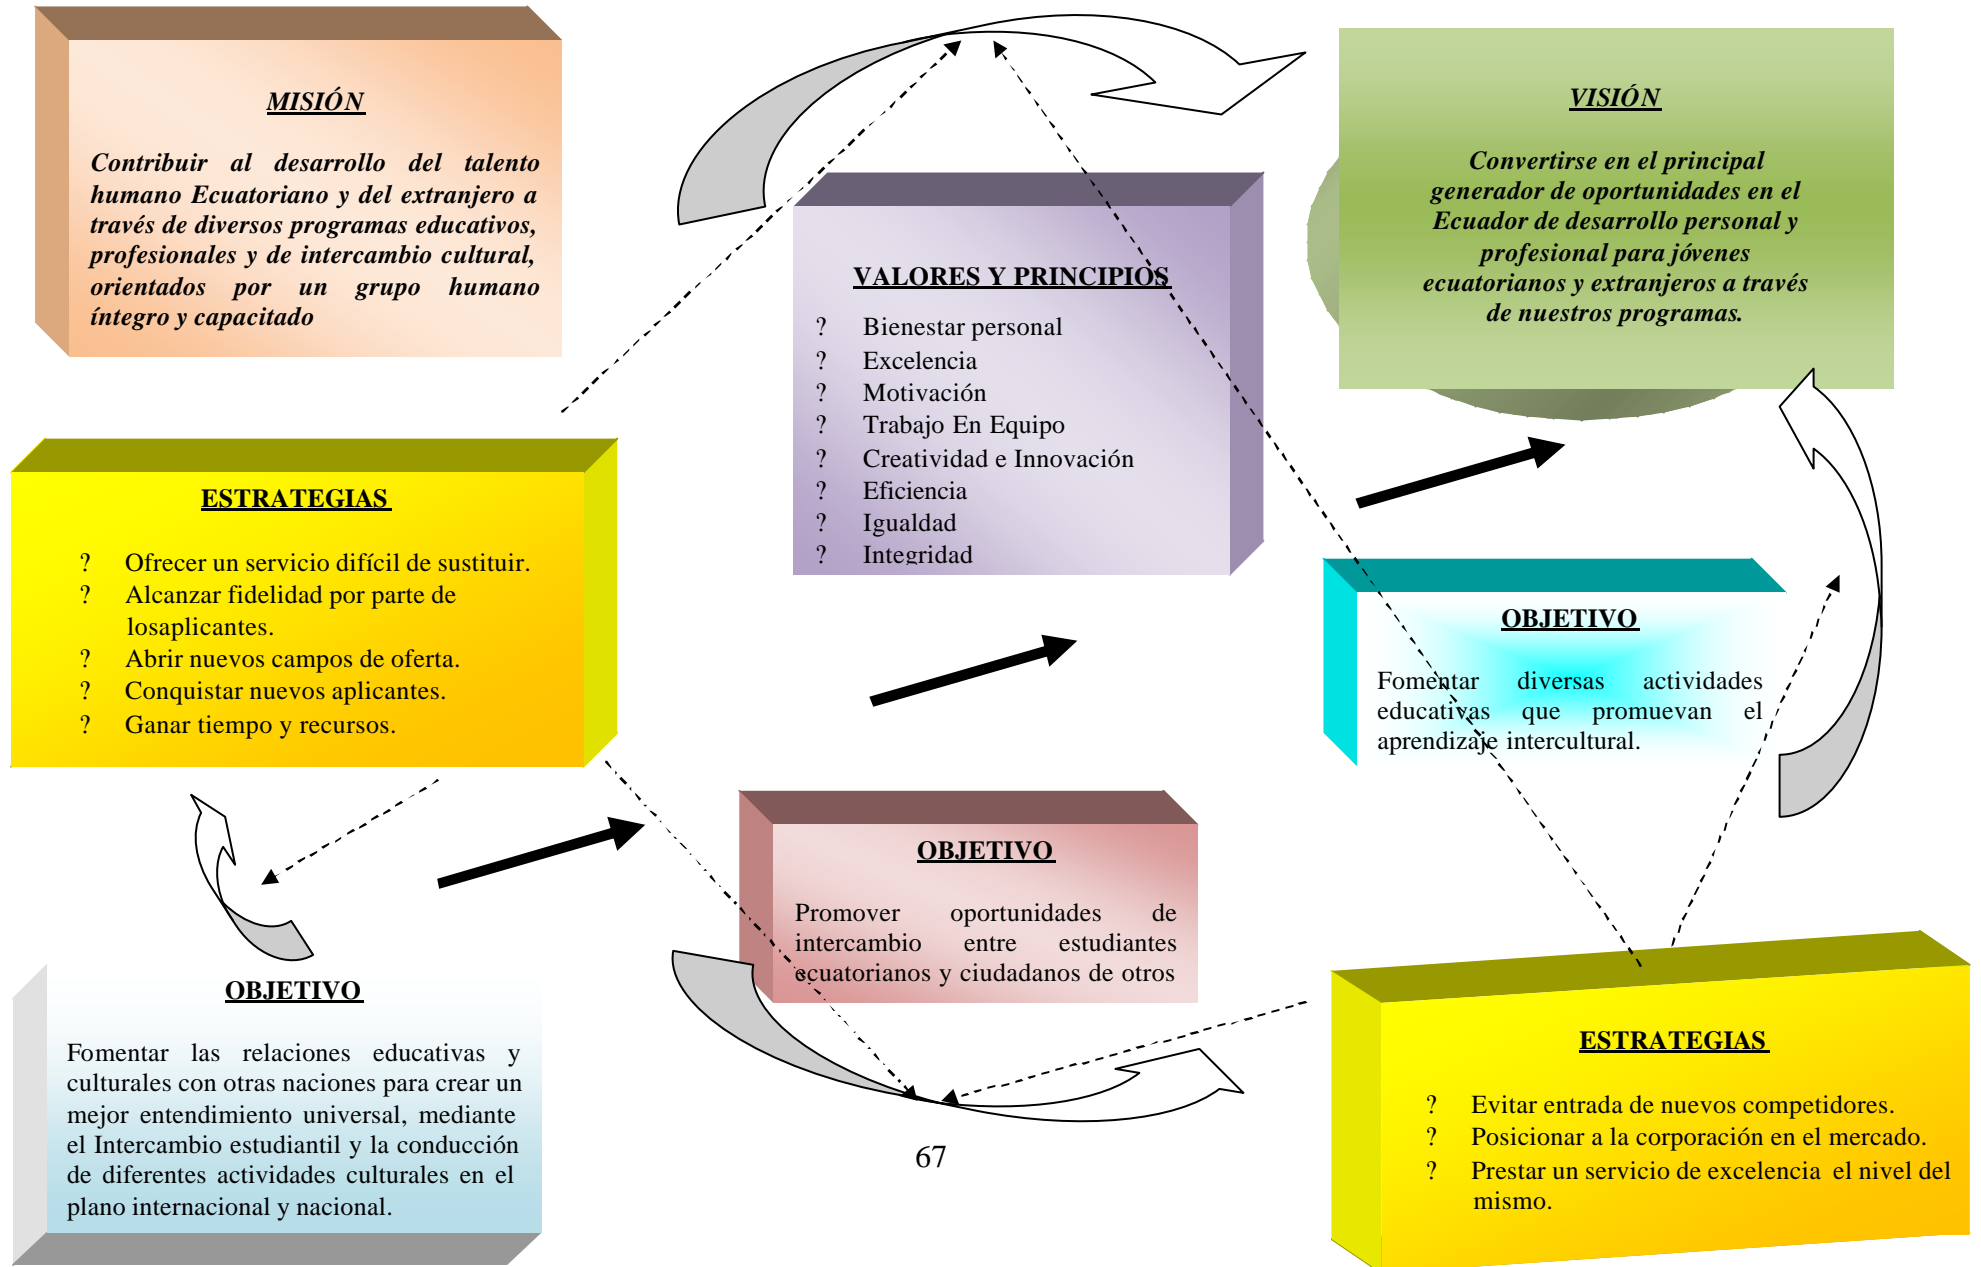 MISIÓN
Contribuir al desarrollo del talento
humano Ecuatoriano y del extranjero a
través de diversos programas educativos,
profesionales y de intercambio cultural,
orientados por un grupo humano
íntegro y capacitado
VISIÓN
Convertirse en el principal
generador de oportunidades en el
Ecuador de desarrollo personal y
profesional para jóvenes
ecuatorianos y extranjeros a través
de nuestros programas.
VALORES Y PRINCIPIOS
? Bienestar personal
? Excelencia
? Motivación
? Trabajo En Equipo
? Creatividad e Innovación
? Eficiencia
? Igualdad
? Integridad
ESTRATEGIAS
? Ofrecer un servicio difícil de sustituir.
? Alcanzar fidelidad por parte de
losaplicantes.
? Abrir nuevos campos de oferta.
? Conquistar nuevos aplicantes.
? Ganar tiempo y recursos.
OBJETIVO
Fomentar diversas actividades
educativas que promuevan el
aprendizaje intercultural.
OBJETIVO
Promover oportunidades de
intercambio entre estudiantes
ecuatorianos y ciudadanos de otros
OBJETIVO
Fomentar las relaciones educativas y
culturales con otras naciones para crear un
mejor entendimiento universal, mediante
el Intercambio estudiantil y la conducción
de diferentes actividades culturales en el
plano internacional y nacional.
ESTRATEGIAS
? Evitar entrada de nuevos competidores.
? Posicionar a la corporación en el mercado.
? Prestar un servicio de excelencia el nivel del
mismo.
67